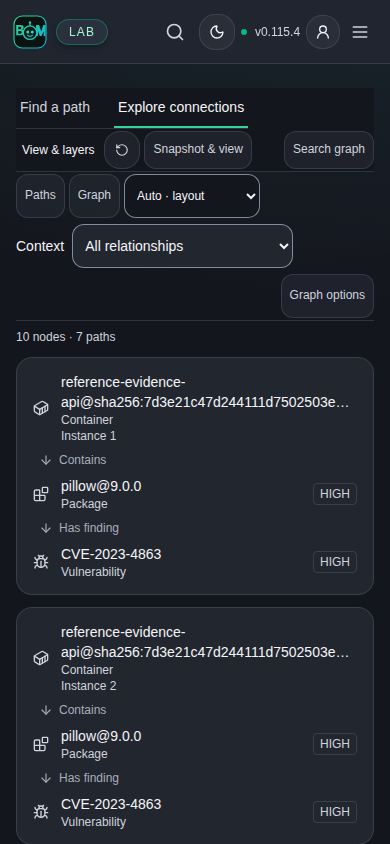 BOM
LAB
v0.115.4
Find a path
Explore connections
View & layers
Snapshot & view
Search graph
Paths
Graph
Auto · layout
Context
All relationships
Graph options
10 nodes · 7 paths
reference-evidence-
api@sha256:7d3e21c47d244111d7502503e…
Container
Instance 1
Contains
pillow@9.0.0
HIGH
Package
Has finding
CVE-2023-4863
HIGH
Vulnerability
reference-evidence-
api@sha256:7d3e21c47d244111d7502503e…
Container
Instance 2
Contains
pillow@9.0.0
HIGH
Package
Has finding
CVE-2023-4863
HIGH
Vulnerability